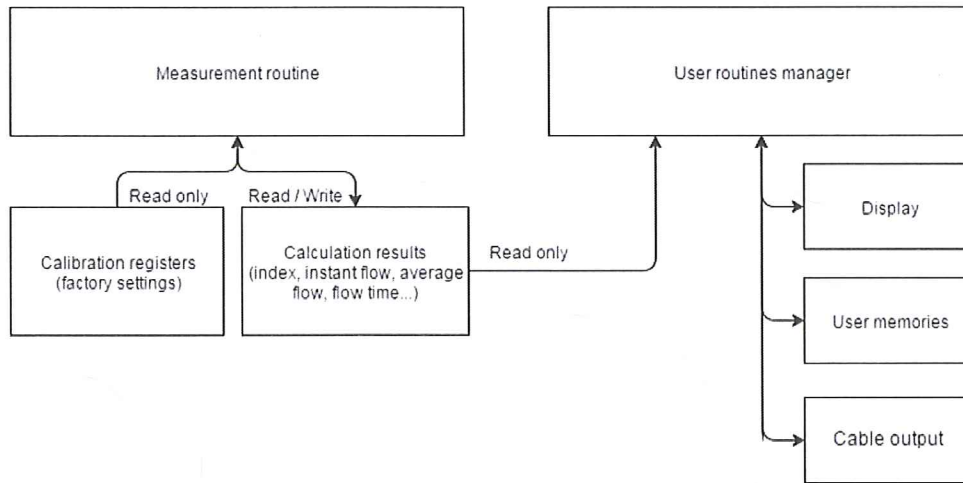 Measurement routine
User routines manager
Read only
Read / Write
Calibration registers
(factory settings)
Calculation results
(index, instant flow, average
flow, flow time...)
Read only
Display
User memories
Cable output